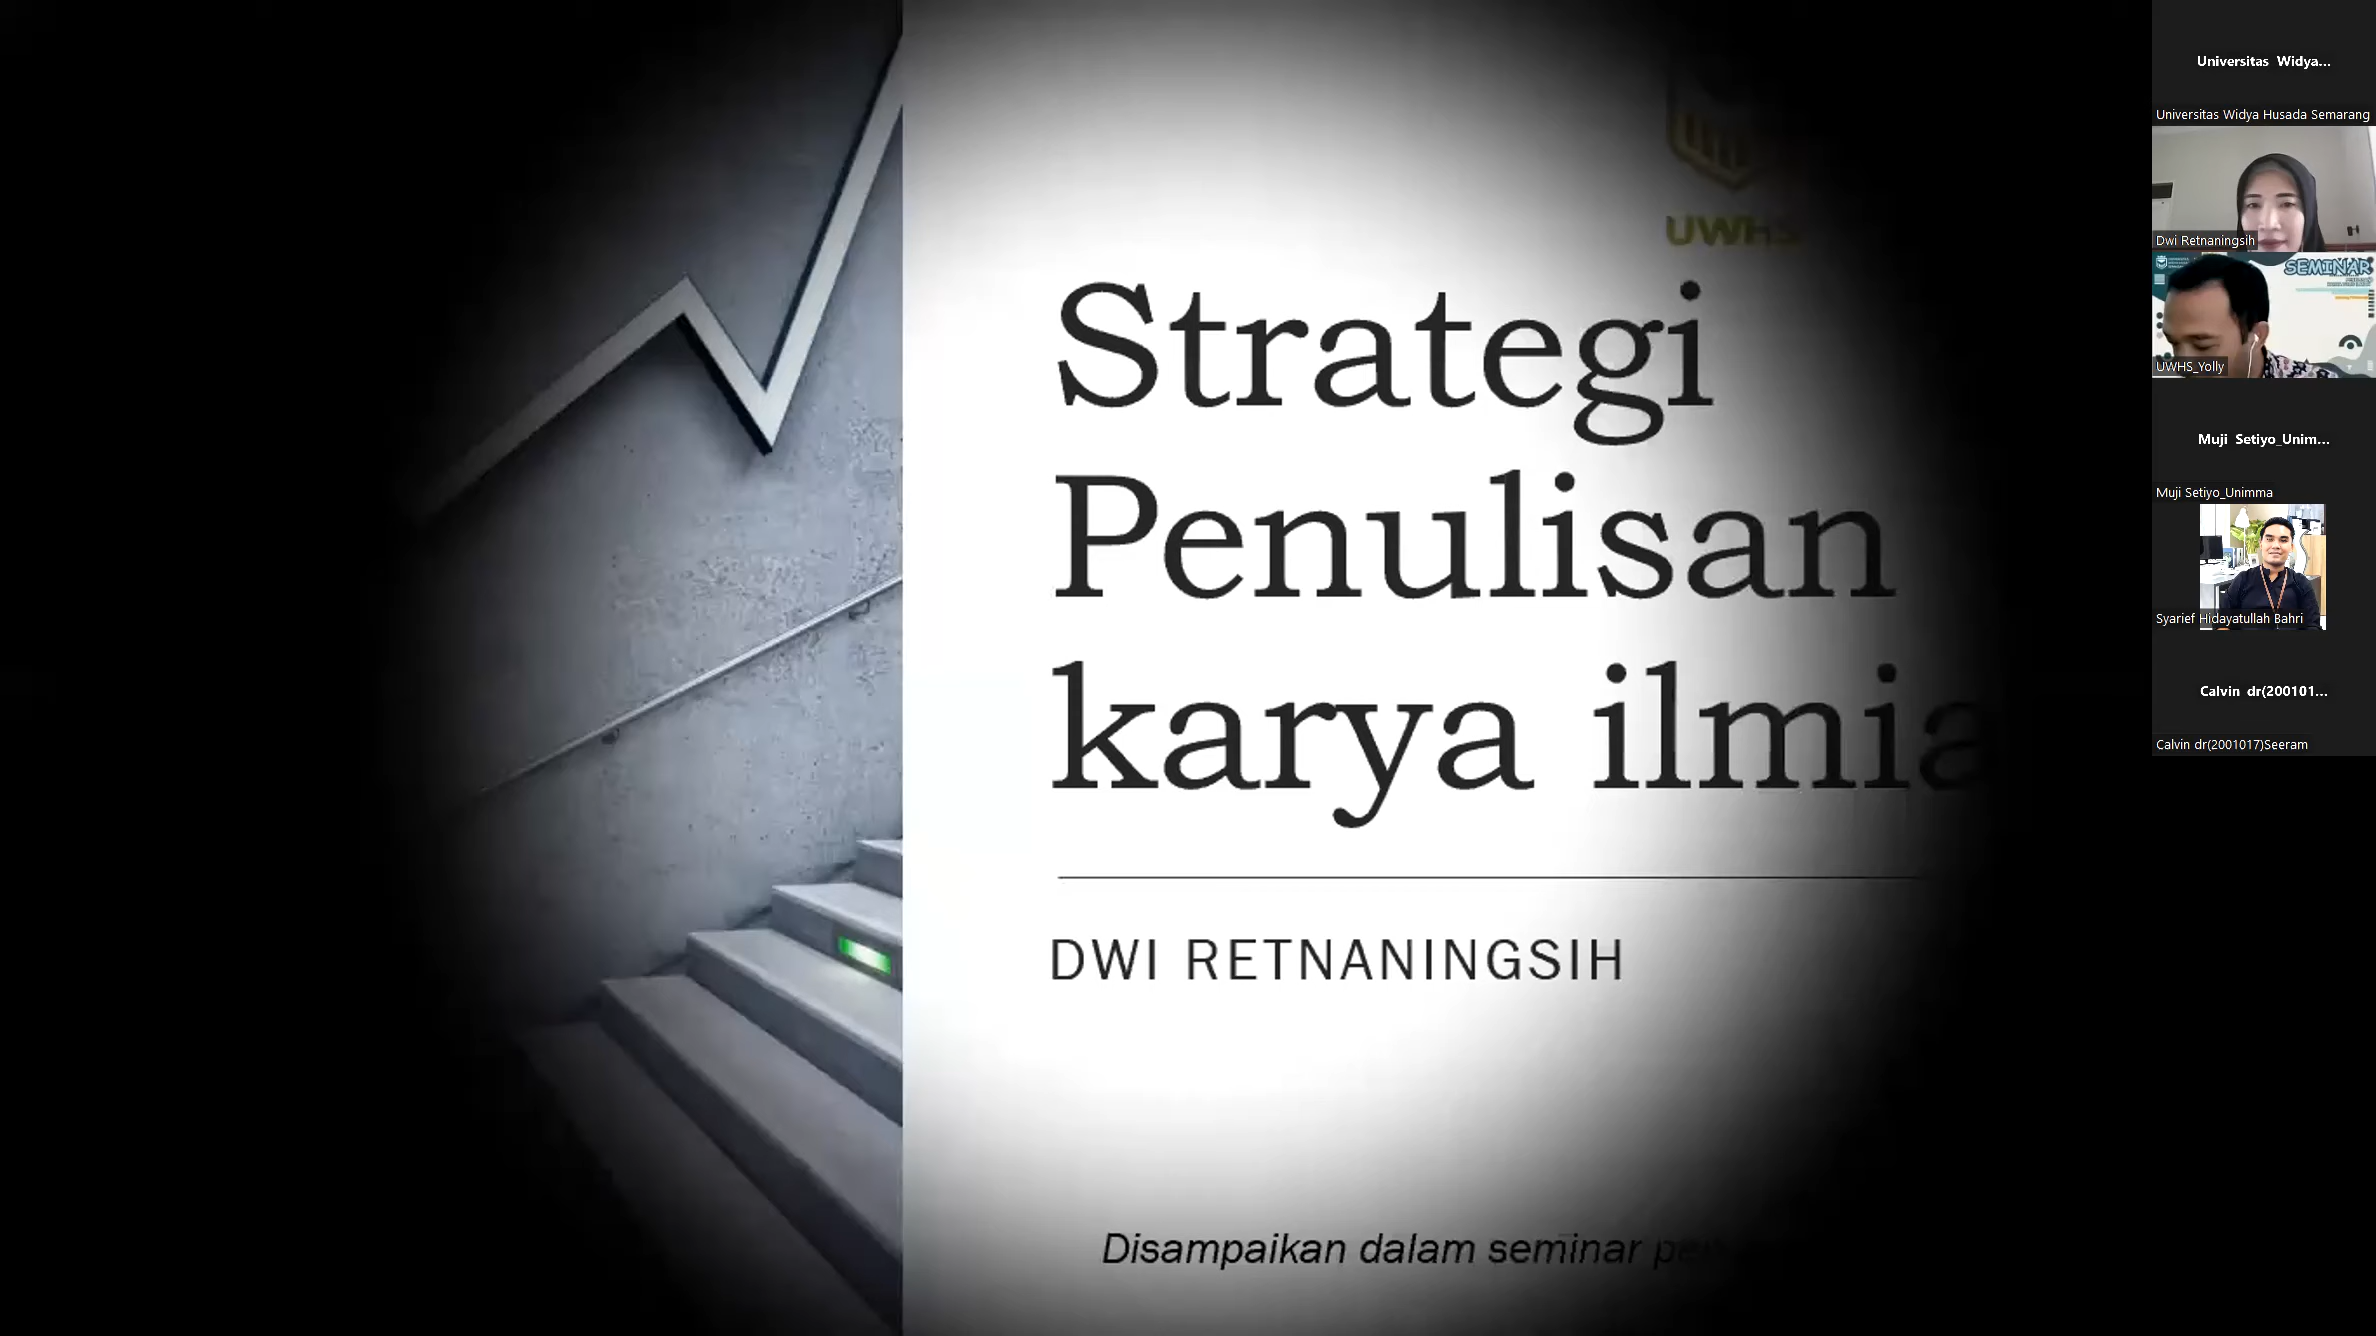 UWHS
Strategi
Penulisan
karya ilmia
DWI RETNANINGSIH
Disampaikan dalam seminar
Universitas Widya...
Universitas Widya Husada Semarang
Dwi Retnaningsih
SEMINAR
UWHS_Yolly
Muji Setiyo_Unim...
Muji Setiyo_Unimma
Syarief Hidayatullah Bahri
Calvin dr(200101...
Calvin dr(2001017)Seeram